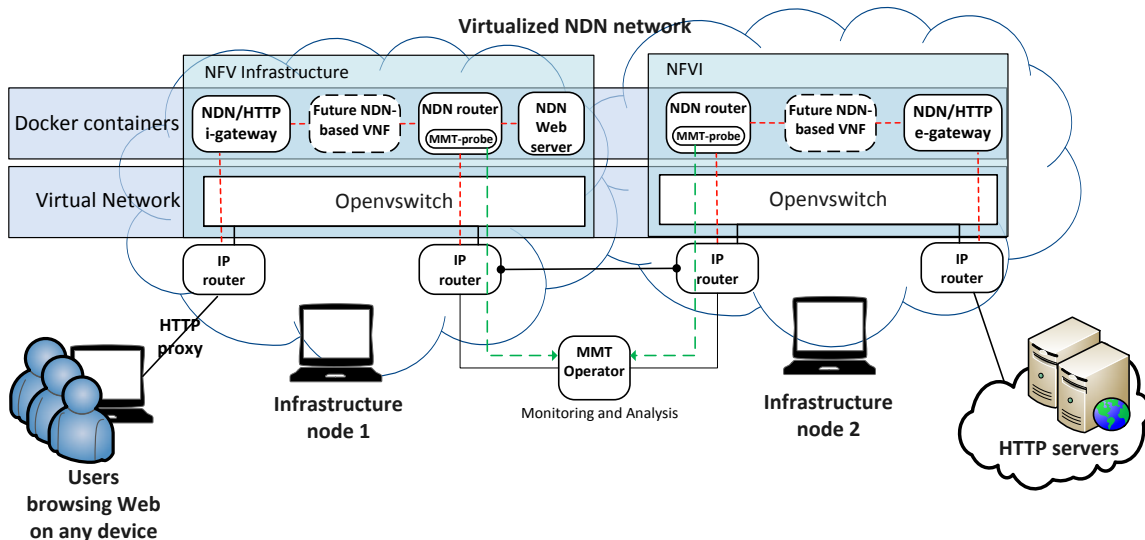 Virtualized NDN network
NFV Infrastructure
NFVI
Docker containers
NDN/HTTP
i-gateway
Future NDN-
based VNF
NDN router
MMT-probe
NDN
Web
server
NDN router
MMT-probe
Future NDN-
based VNF
NDN/HTTP
e-gateway
Virtual Network
Openvswitch
Openvswitch
IP
router
IP
router
IP
router
IP
router
HTTP
proxy
MMT
Operator
Monitoring and Analysis
Infrastructure
node 1
Infrastructure
node 2
HTTP servers
Users
browsing Web
on any device